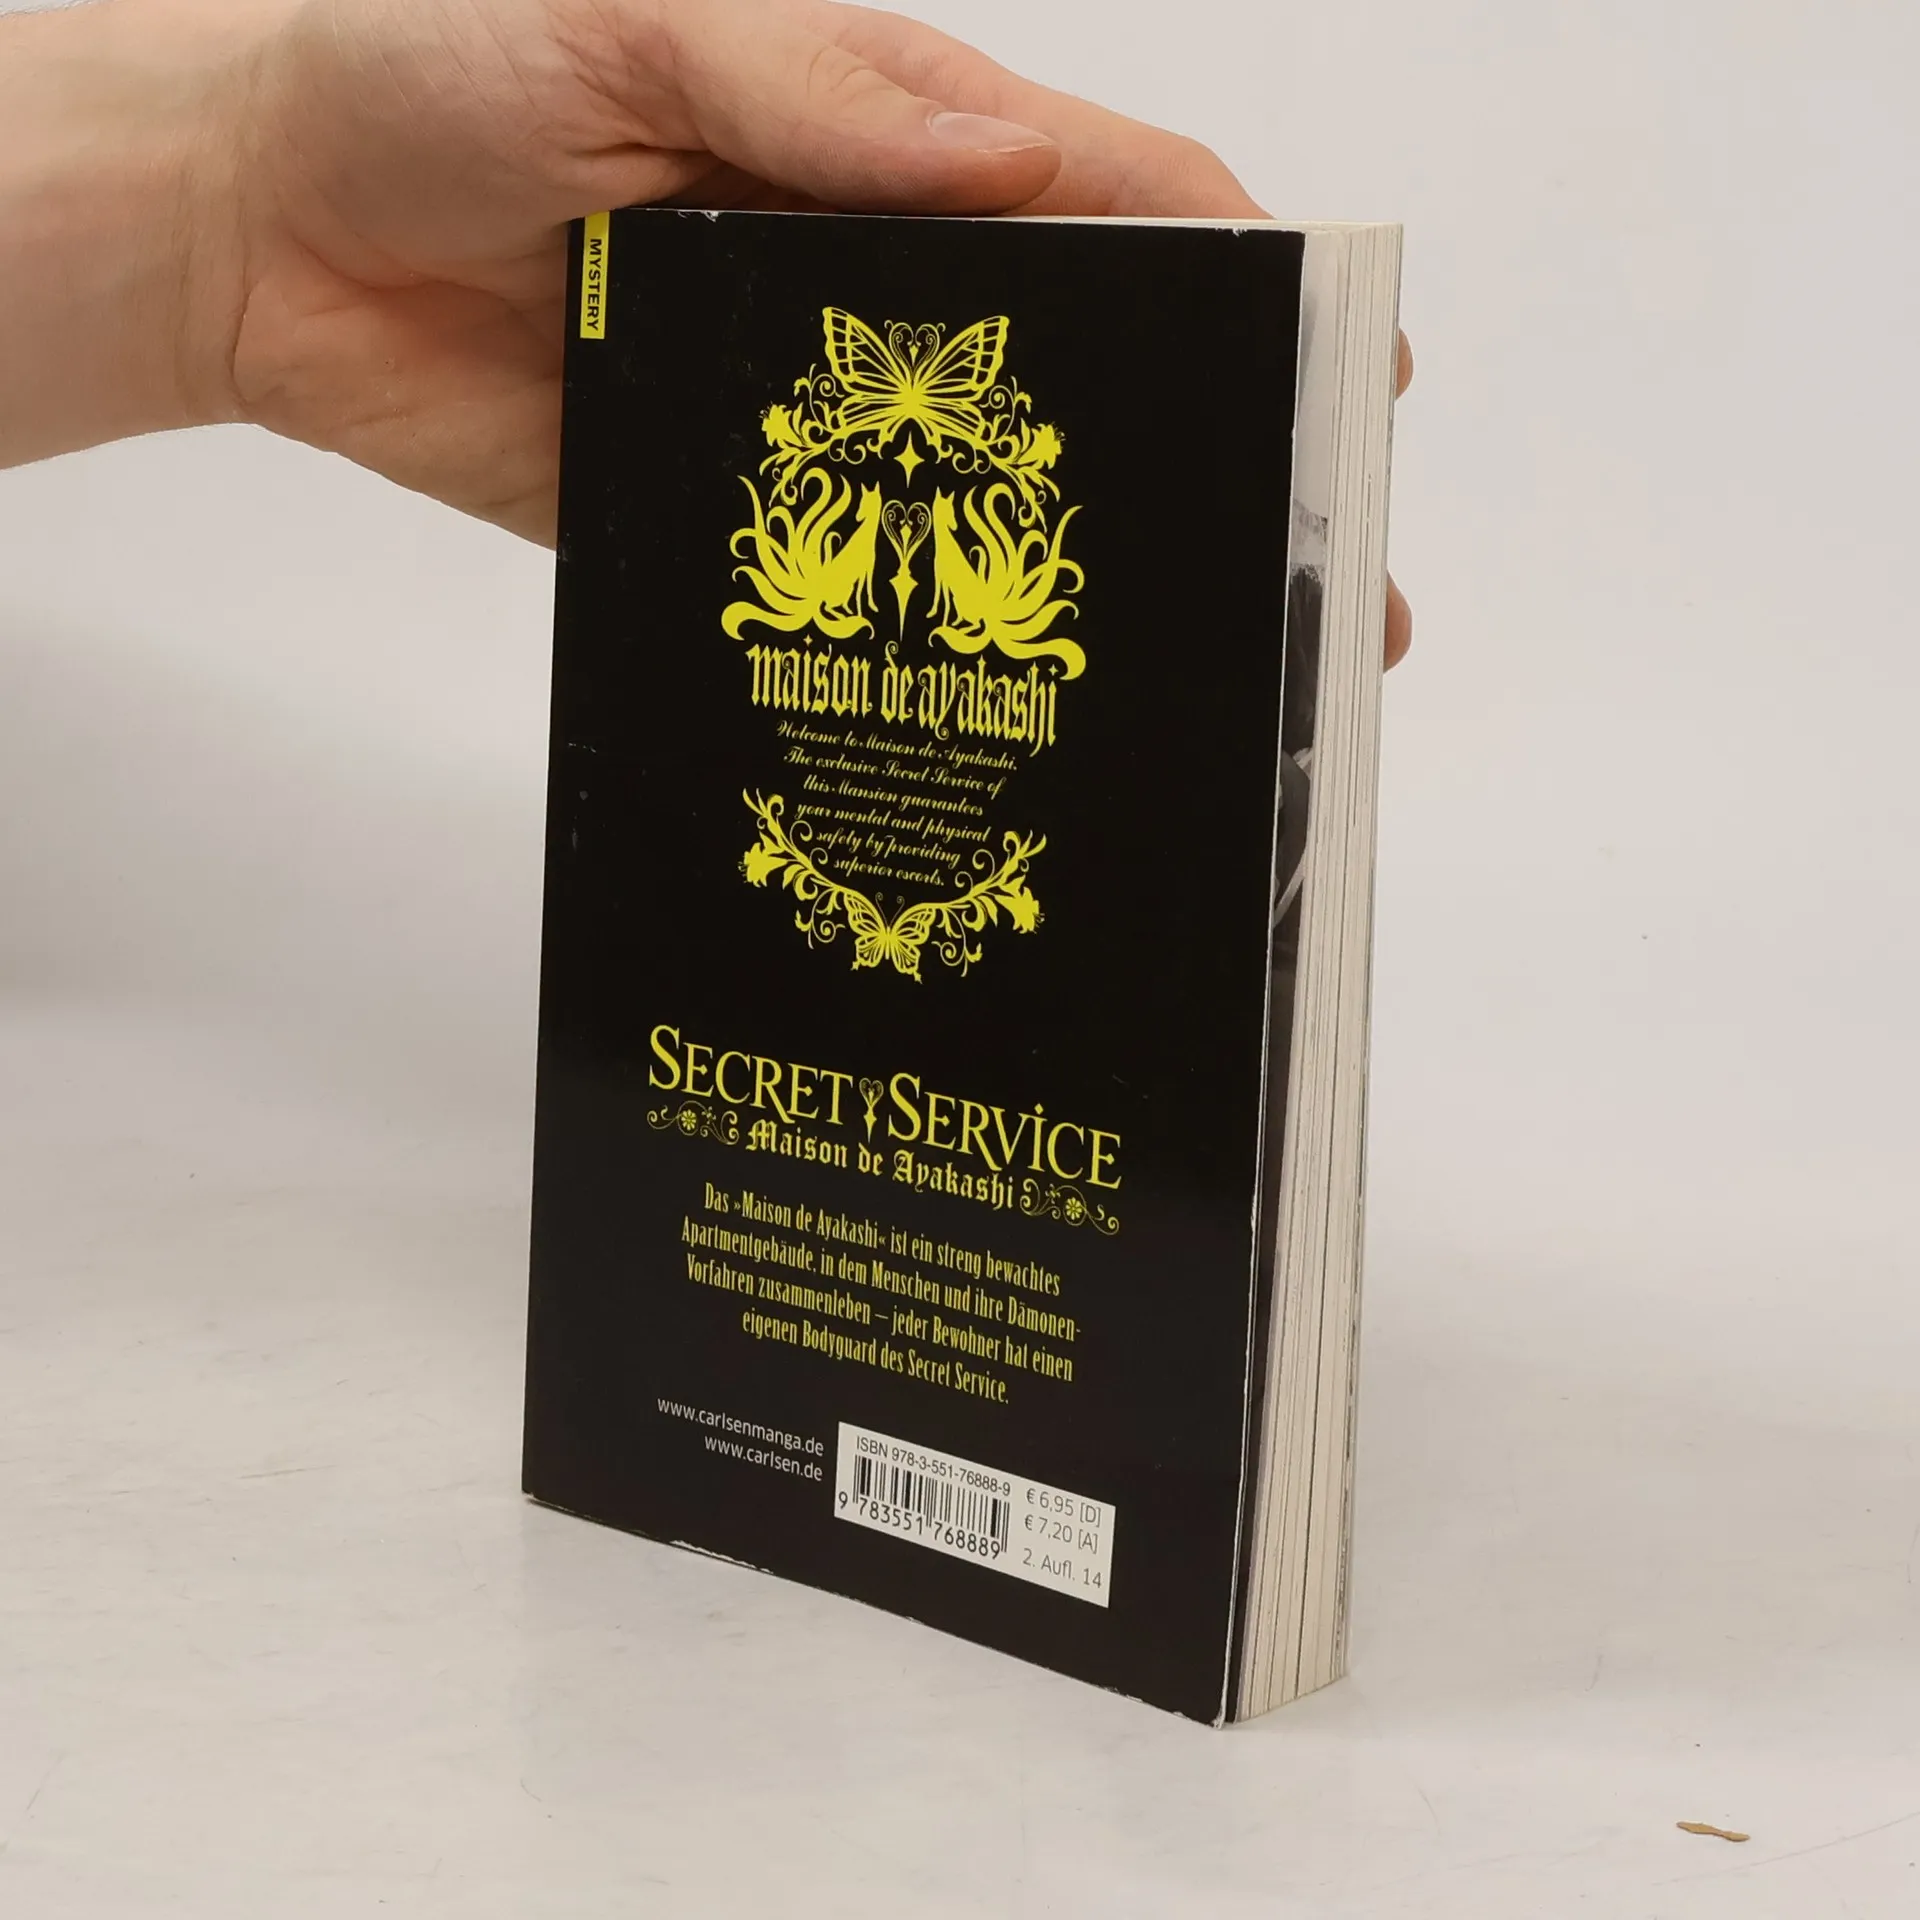 MYSTERY
maison de ayakashi
Welcome to Maison de Ayakashi.
The exclusive Secret Service of
this Mansion guarantees
your mental and physical
safety by providing
superior escorts.
SECRET SERVICE
Maison de Ayakashi
Das »Maison de Ayakashi« ist ein streng bewachtes
Apartmentgebäude, in dem Menschen und ihre Dämonen-
Vorfahren zusammenleben – jeder Bewohner hat einen
eigenen Bodyguard des Secret Service.
www.carlsenmanga.de
www.carlsen.de
ISBN 978-3-551-76888-9
9 783551 768889
€ 6,95 [D]
€ 7,20 [A]
2. Aufl. 14